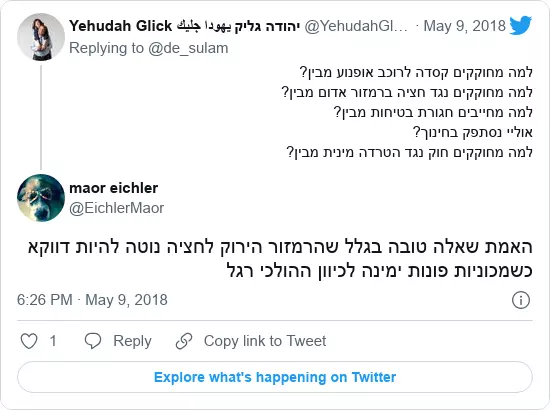 Yehudah Glick יהודה גליק يهودا جليك @YehudahGl… · May 9, 2018
Replying to @de_sulam
למה מחוקקים קסדה לרוכב אופנוע מבין?
למה מחוקקים נגד חציה ברמזור אדום מבין?
למה מחייבים חגורת בטיחות מבין?
אוליי נסתפק בחינוך?
למה מחוקקים חוק נגד הטרדה מינית מבין?
maor eichler
@EichlerMaor
האמת שאלה טובה בגלל שהרמזור הירוק לחציה נוטה להיות דווקא
כשמכוניות פונות ימינה לכיוון ההולכי רגל
6:26 PM · May 9, 2018
1 Reply Copy link to Tweet
Explore what's happening on Twitter